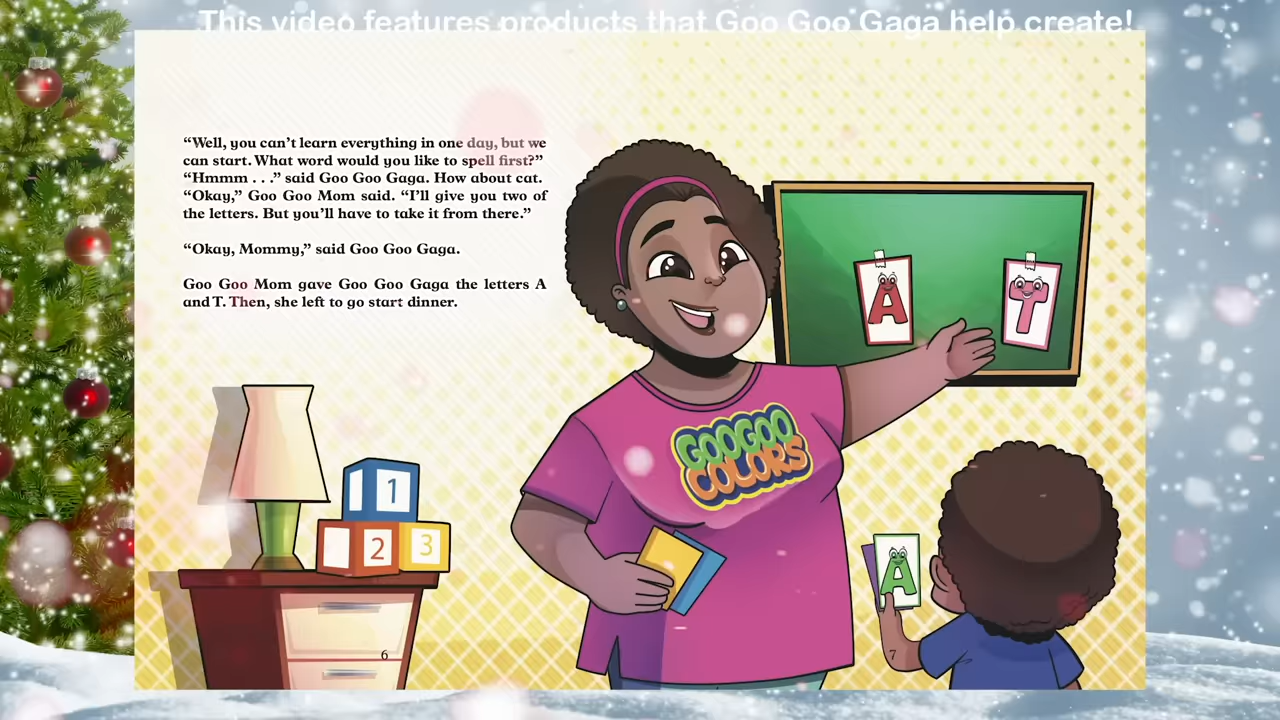 This video features products that Goo Goo Gaga help create!
“Well, you can’t learn everything in one day, but we
can start. What word would you like to spell first?”
“Hmmm . . .” said Goo Goo Gaga. How about cat.
“Okay,” Goo Goo Mom said. “I’ll give you two of
the letters. But you’ll have to take it from there.”
“Okay, Mommy,” said Goo Goo Gaga.
Goo Goo Mom gave Goo Goo Gaga the letters A
and T. Then, she left to go start dinner.
A T
GOOGOO
COLORS
1
2 3
A
6
7